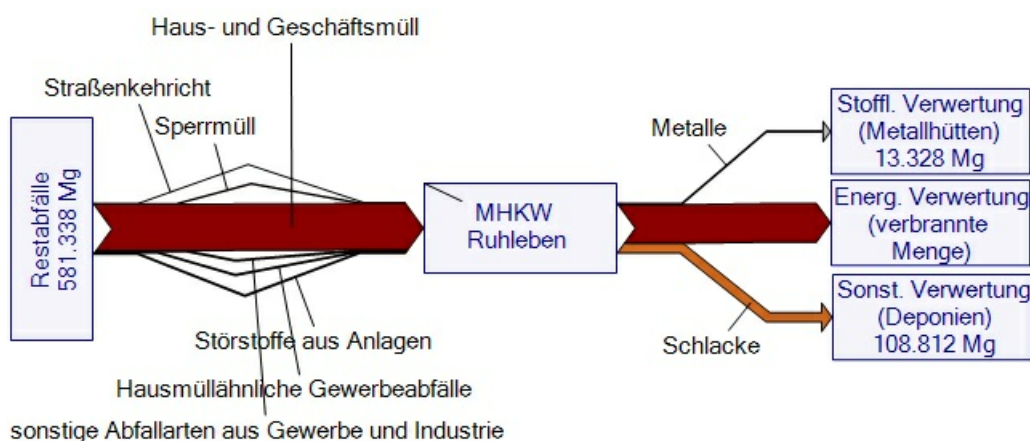 Haus- und Geschäftsmüll
Straßenkehricht
Sperrmüll
Restabfälle
581.338 Mg
MHKW
Ruhleben
Metalle
Stoffl. Verwertung
(Metallhütten)
13.328 Mg
Energ. Verwertung
(verbrannte
Menge)
Sonst. Verwertung
(Deponien)
108.812 Mg
Schlacke
Störstoffe aus Anlagen
Hausmüllähnliche Gewerbeabfälle
sonstige Abfallarten aus Gewerbe und Industrie